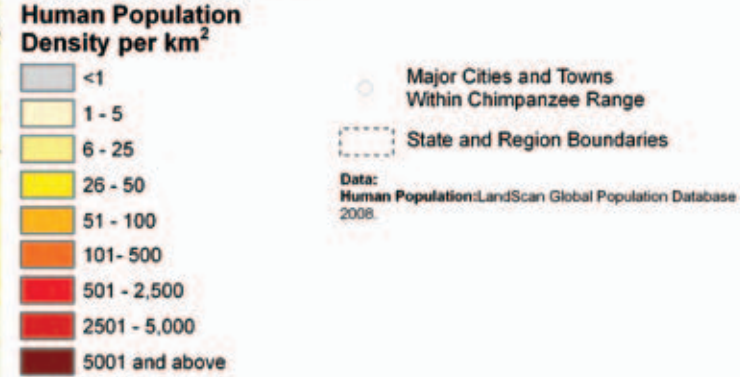 Human Population
Density per km²
<1
1 - 5
6 - 25
26 - 50
51 - 100
101- 500
501 - 2,500
2501 - 5,000
5001 and above
Major Cities and Towns
Within Chimpanzee Range
State and Region Boundaries
Data:
Human Population:LandScan Global Population Database
2008.